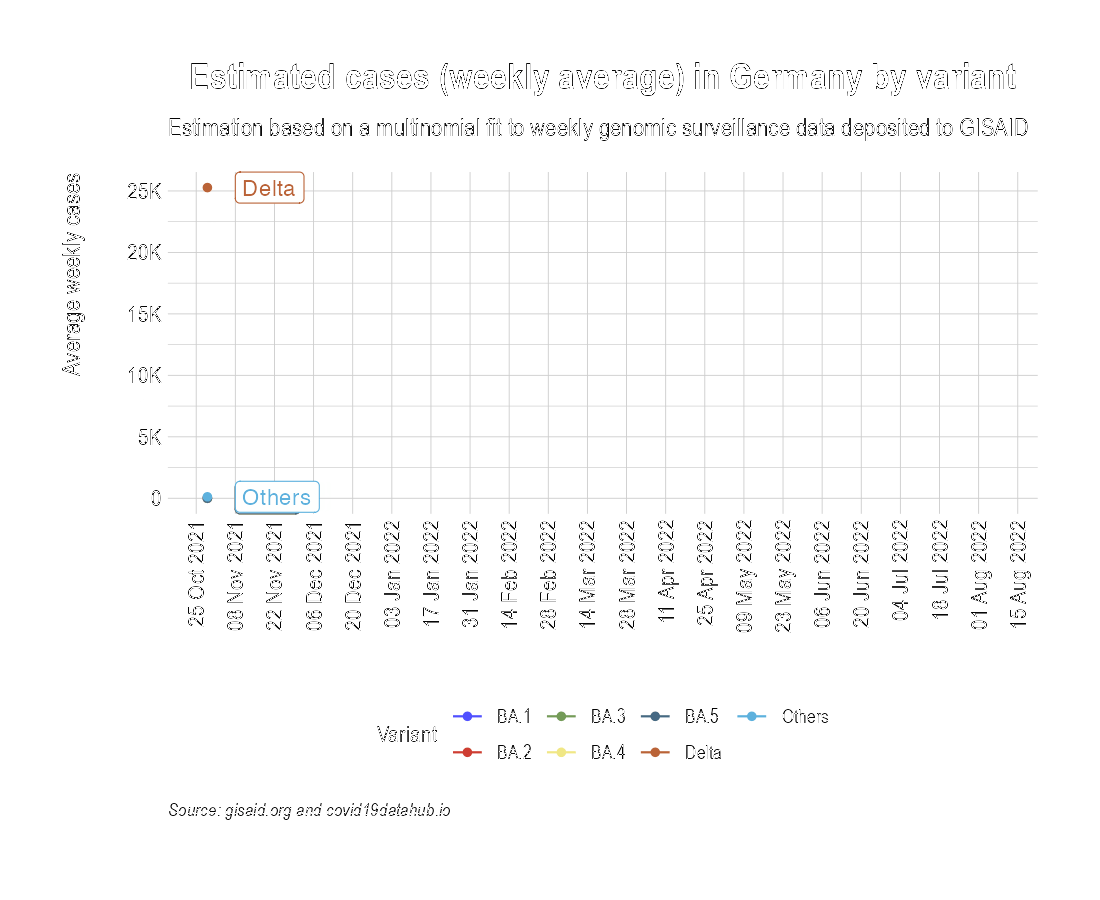 Estimated cases (weekly average) in Germany by variant
Estimation based on a multinomial fit to weekly genomic surveillance data deposited to GISAID
Average weekly cases
25K
20K
15K
10K
5K
0
Delta
Others
25 Oct 2021
08 Nov 2021
22 Nov 2021
06 Dec 2021
20 Dec 2021
03 Jan 2022
17 Jan 2022
31 Jan 2022
14 Feb 2022
28 Feb 2022
14 Mar 2022
28 Mar 2022
11 Apr 2022
25 Apr 2022
09 May 2022
23 May 2022
06 Jun 2022
20 Jun 2022
04 Jul 2022
18 Jul 2022
01 Aug 2022
15 Aug 2022
Variant
BA.1
BA.3
BA.5
Others
BA.2
BA.4
Delta
Source: gisaid.org and covid19datahub.io